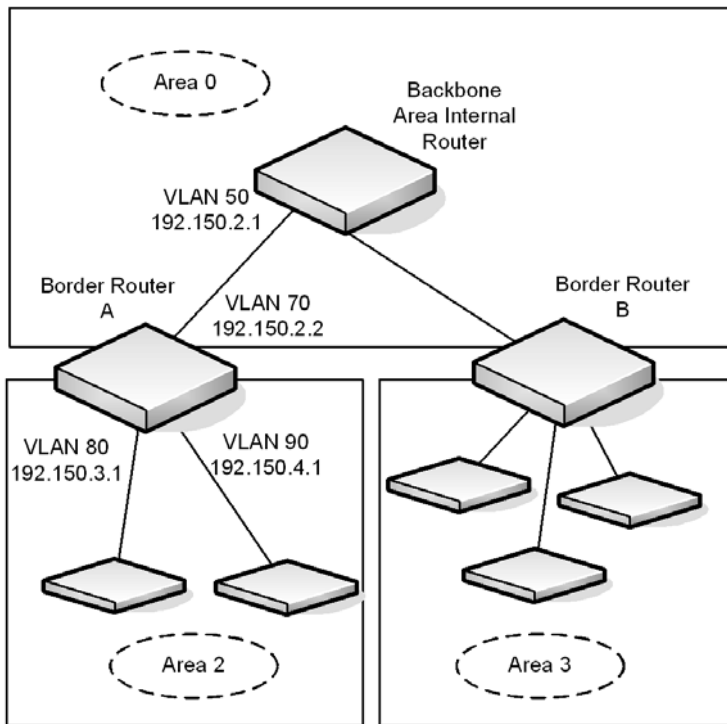 Area 0
Backbone
Area Internal
Router
VLAN 50
192.150.2.1
Border Router
A
VLAN 70
192.150.2.2
Border Router
B
VLAN 80
192.150.3.1
VLAN 90
192.150.4.1
Area 2
Area 3